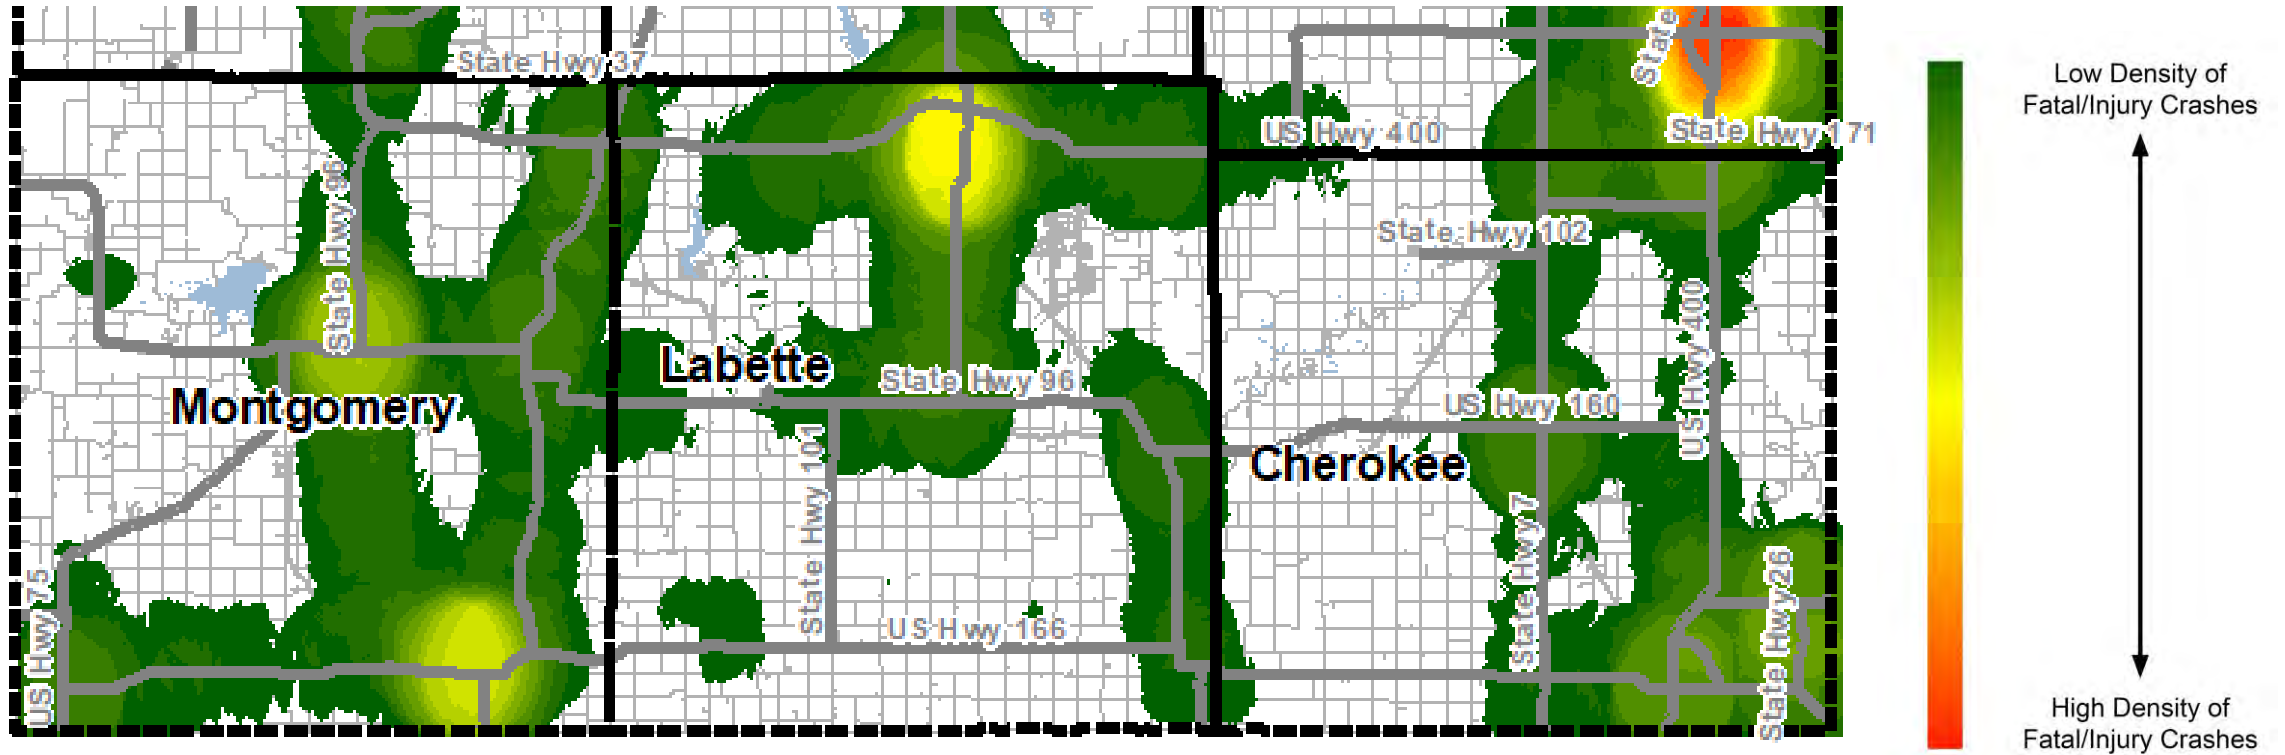 State Hwy 37
State
Low Density of
Fatal/Injury Crashes
US Hwy 400
State Hwy 171
State Hwy 96
State Hwy 102
Labette
State Hwy 96
Montgomery
US Hwy 400
US Hwy 160
Cherokee
State Hwy 101
State Hwy 7
US Hwy 75
US Hwy 166
State Hwy 26
High Density of
Fatal/Injury Crashes